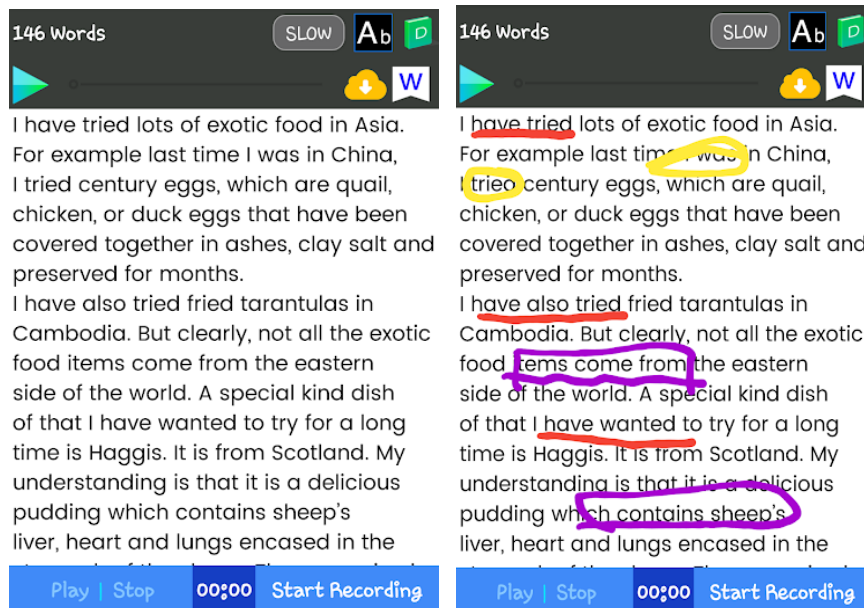 146 Words
SLOW
Ab
D
W
I have tried lots of exotic food in Asia.
For example last time I was in China,
I tried century eggs, which are quail,
chicken, or duck eggs that have been
covered together in ashes, clay salt and
preserved for months.
I have also tried fried tarantulas in
Cambodia. But clearly, not all the exotic
food items come from the eastern
side of the world. A special kind dish
of that I have wanted to try for a long
time is Haggis. It is from Scotland. My
understanding is that it is a delicious
pudding which contains sheep's
liver, heart and lungs encased in the
Play | Stop
00:00
Start Recording
146 Words
SLOW
Ab
D
W
I have tried lots of exotic food in Asia.
For example last time I was in China,
I tried century eggs, which are quail,
chicken, or duck eggs that have been
covered together in ashes, clay salt and
preserved for months.
I have also tried fried tarantulas in
Cambodia. But clearly, not all the exotic
food items come from the eastern
side of the world. A special kind dish
of that I have wanted to try for a long
time is Haggis. It is from Scotland. My
understanding is that it is a delicious
pudding which contains sheep's
liver, heart and lungs encased in the
Play | Stop
00:00
Start Recording